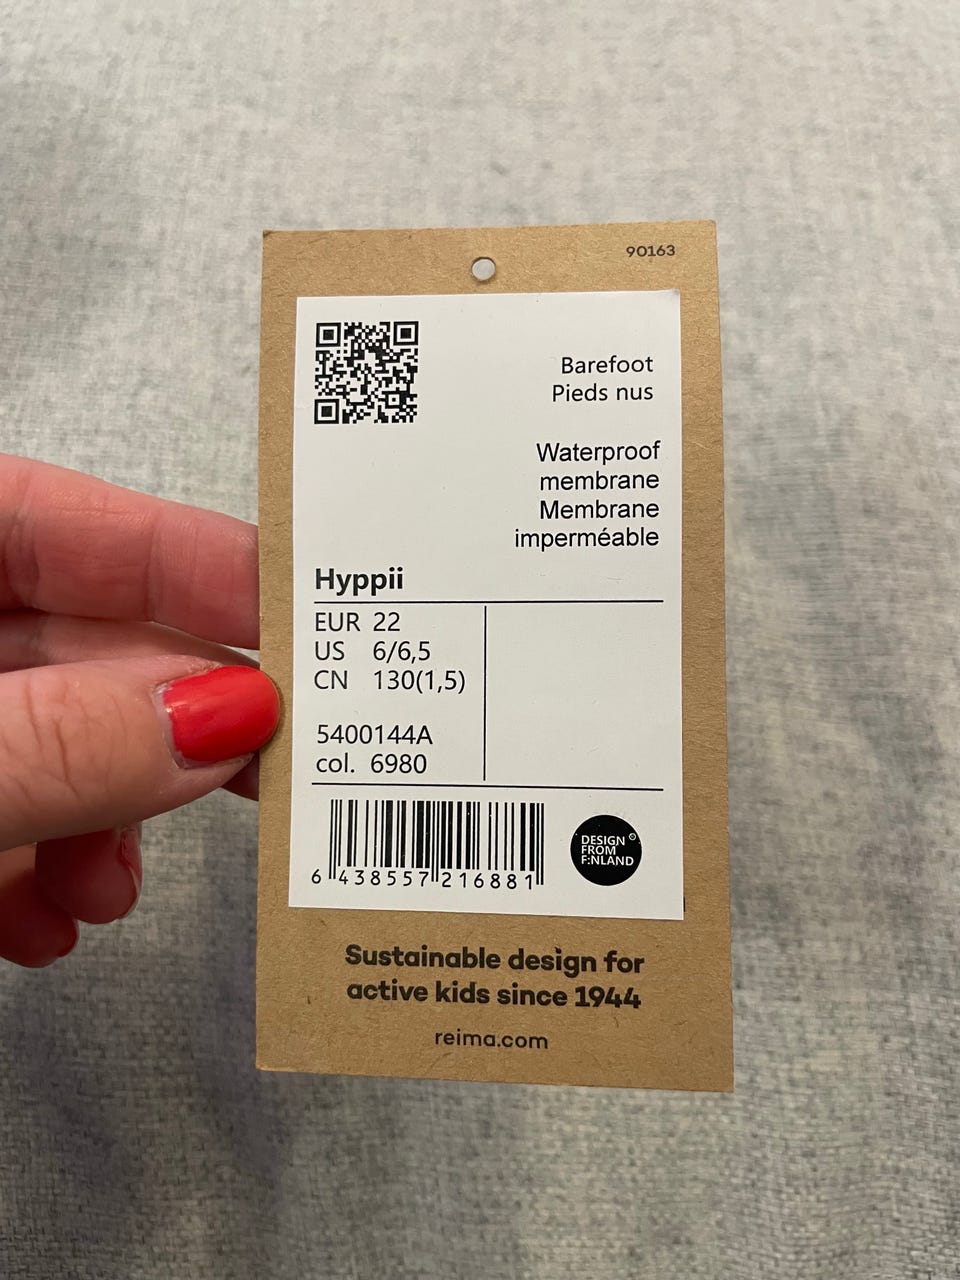 90163
Barefoot
Pieds nus
Waterproof
membrane
Membrane
imperméable
Hyppii
EUR 22
US 6/6,5
CN 130(1,5)
5400144A
col. 6980
6 438557 216881
DESIGN
FROM
F:NLAND
Sustainable design for
active kids since 1944
reima.com